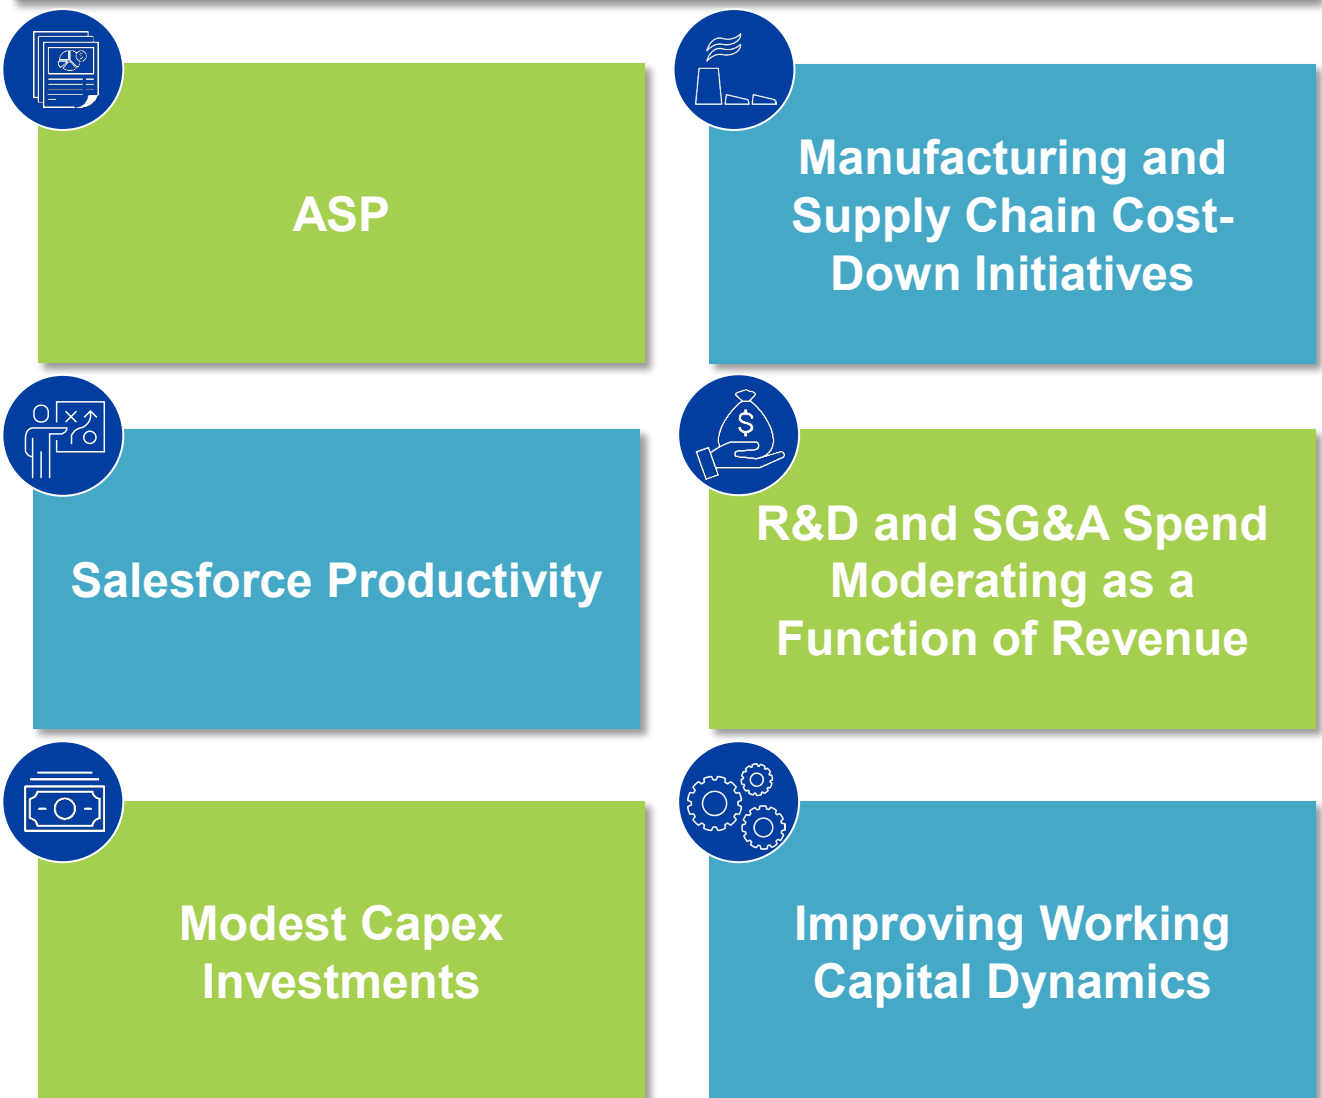 ASP
Manufacturing and
Supply Chain Cost-
Down Initiatives
Salesforce Productivity
$
R&D and SG&A Spend
Moderating as a
Function of Revenue
Modest Capex
Investments
Improving Working
Capital Dynamics